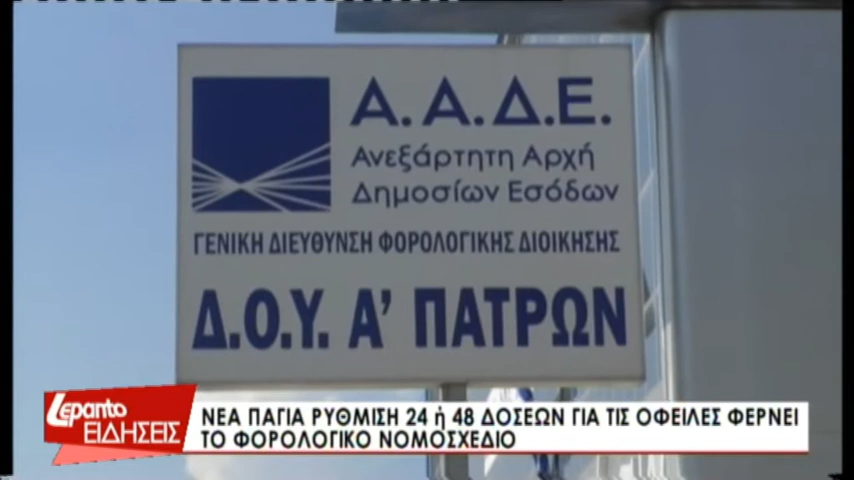 Α.Α.Δ.Ε.
Ανεξάρτητη Αρχή
Δημοσίων Εσόδων
ΓΕΝΙΚΗ ΔΙΕΥΘΥΝΣΗ ΦΟΡΟΛΟΓΙΚΗΣ ΔΙΟΙΚΗΣΗΣ
Δ.Ο.Υ. Α’ ΠΑΤΡΩΝ
Lepanto
ΕΙΔΗΣΕΙΣ
ΝΕΑ ΠΑΓΙΑ ΡΥΘΜΙΣΗ 24 ή 48 ΔΟΣΕΩΝ ΓΙΑ ΤΙΣ ΟΦΕΙΛΕΣ ΦΕΡΝΕΙ
ΤΟ ΦΟΡΟΛΟΓΙΚΟ ΝΟΜΟΣΧΕΔΙΟ